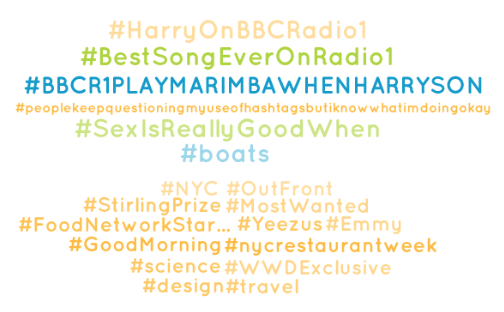 #HarryOnBBCRadio1
#BestSongEverOnRadio1
#BBCR1PLAYMARIMBAWHENHARRYSON
#peoplekeepquestioningmyuseofhashtagsbutiknowwhatimdoingokay
#SexIsReallyGoodWhen
#boats
#NYC #OutFront
#StirlingPrize #MostWanted
#FoodNetworkStar... #Yeezus #Emmy
#GoodMorning #nycrestaurantweek
#science #WWDExclusive
#design #travel